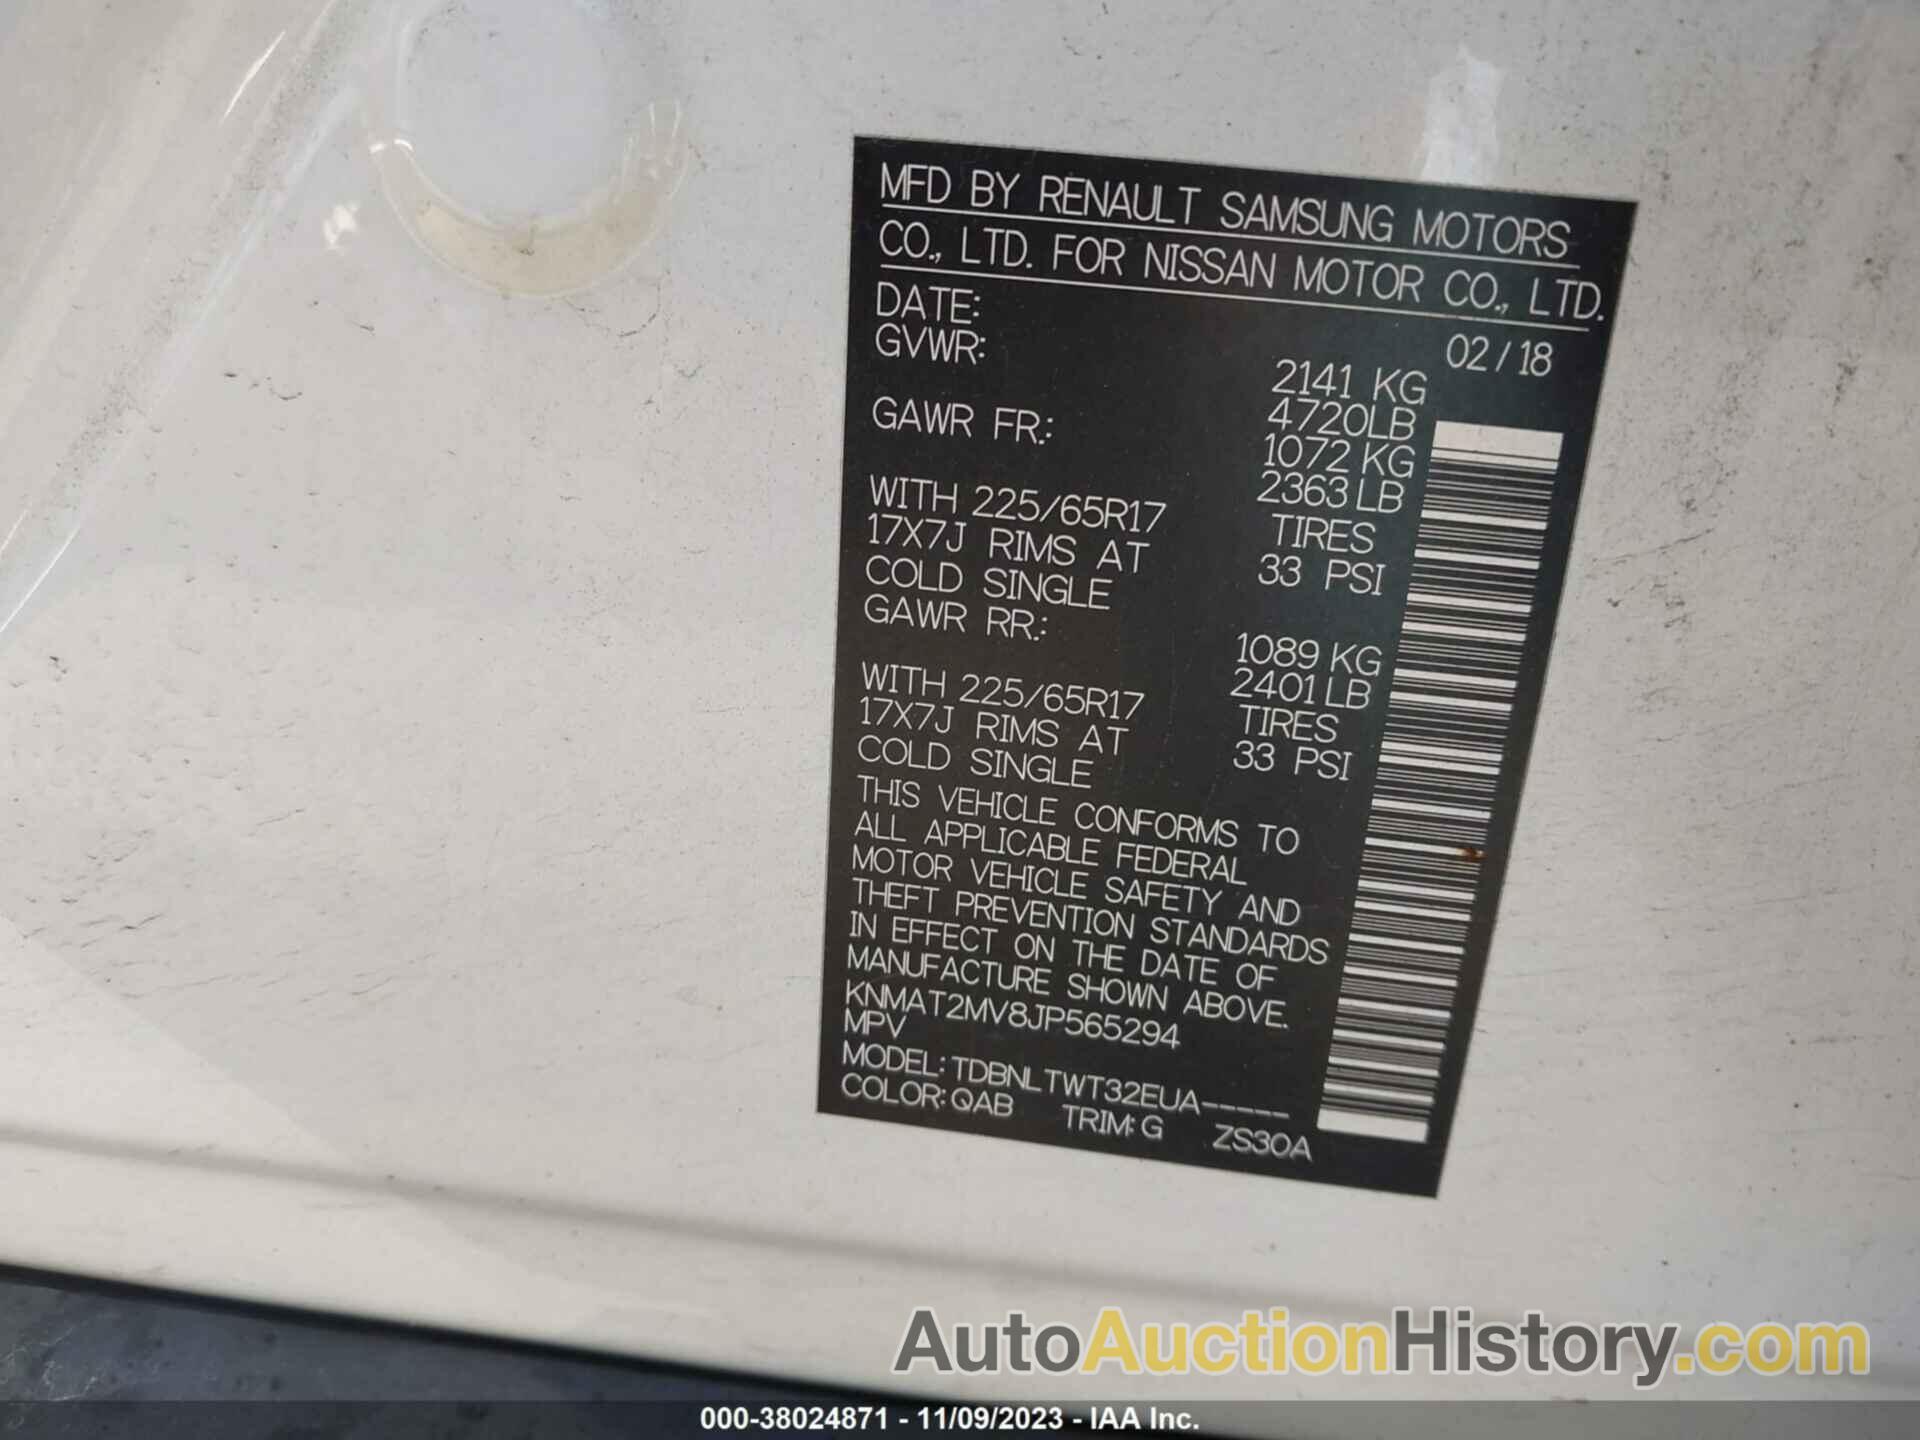 MFD BY RENAULT SAMSUNG MOTORS
CO., LTD. FOR NISSAN MOTOR CO., LTD.
DATE: 02/18
GVWR: 2141 KG
4720LB
GAWR FR.: 1072 KG
2363 LB
WITH 225/65R17 TIRES
17X7J RIMS AT 33 PSI
COLD SINGLE
GAWR RR.: 1089 KG
2401 LB
WITH 225/65R17 TIRES
17X7J RIMS AT 33 PSI
COLD SINGLE
THIS VEHICLE CONFORMS TO
ALL APPLICABLE FEDERAL
MOTOR VEHICLE SAFETY AND
THEFT PREVENTION STANDARDS
IN EFFECT ON THE DATE OF
MANUFACTURE SHOWN ABOVE.
KNMAT2MV8JP565294
MPV
MODEL: TDBNLTWT32EUA-----
COLOR: QAB TRIM: G ZS30A
AutoAuctionHistory.com
000-38024871 - 11/09/2023 - IAA Inc.